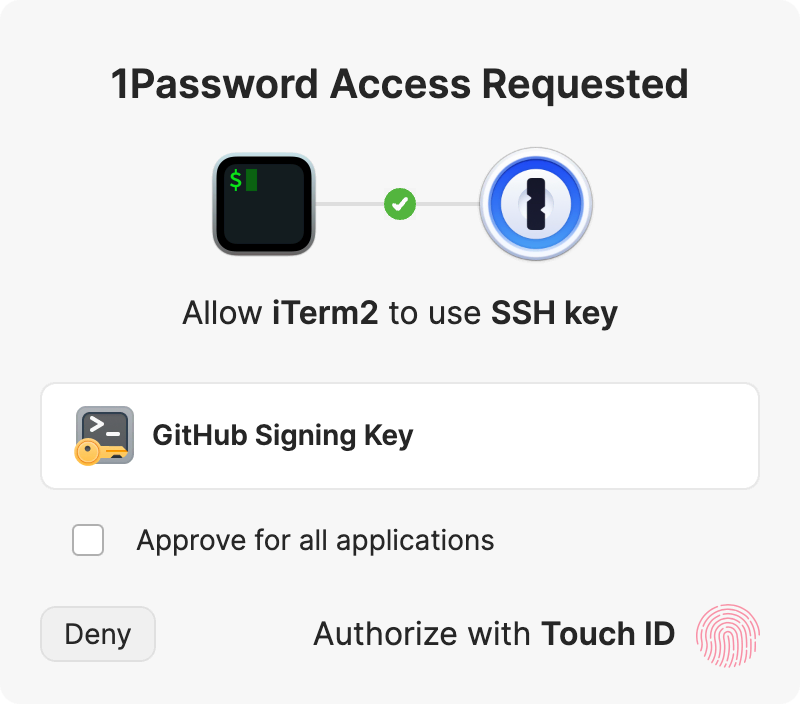 1Password Access Requested
$
Allow iTerm2 to use SSH key
GitHub Signing Key
Approve for all applications
Deny
Authorize with Touch ID